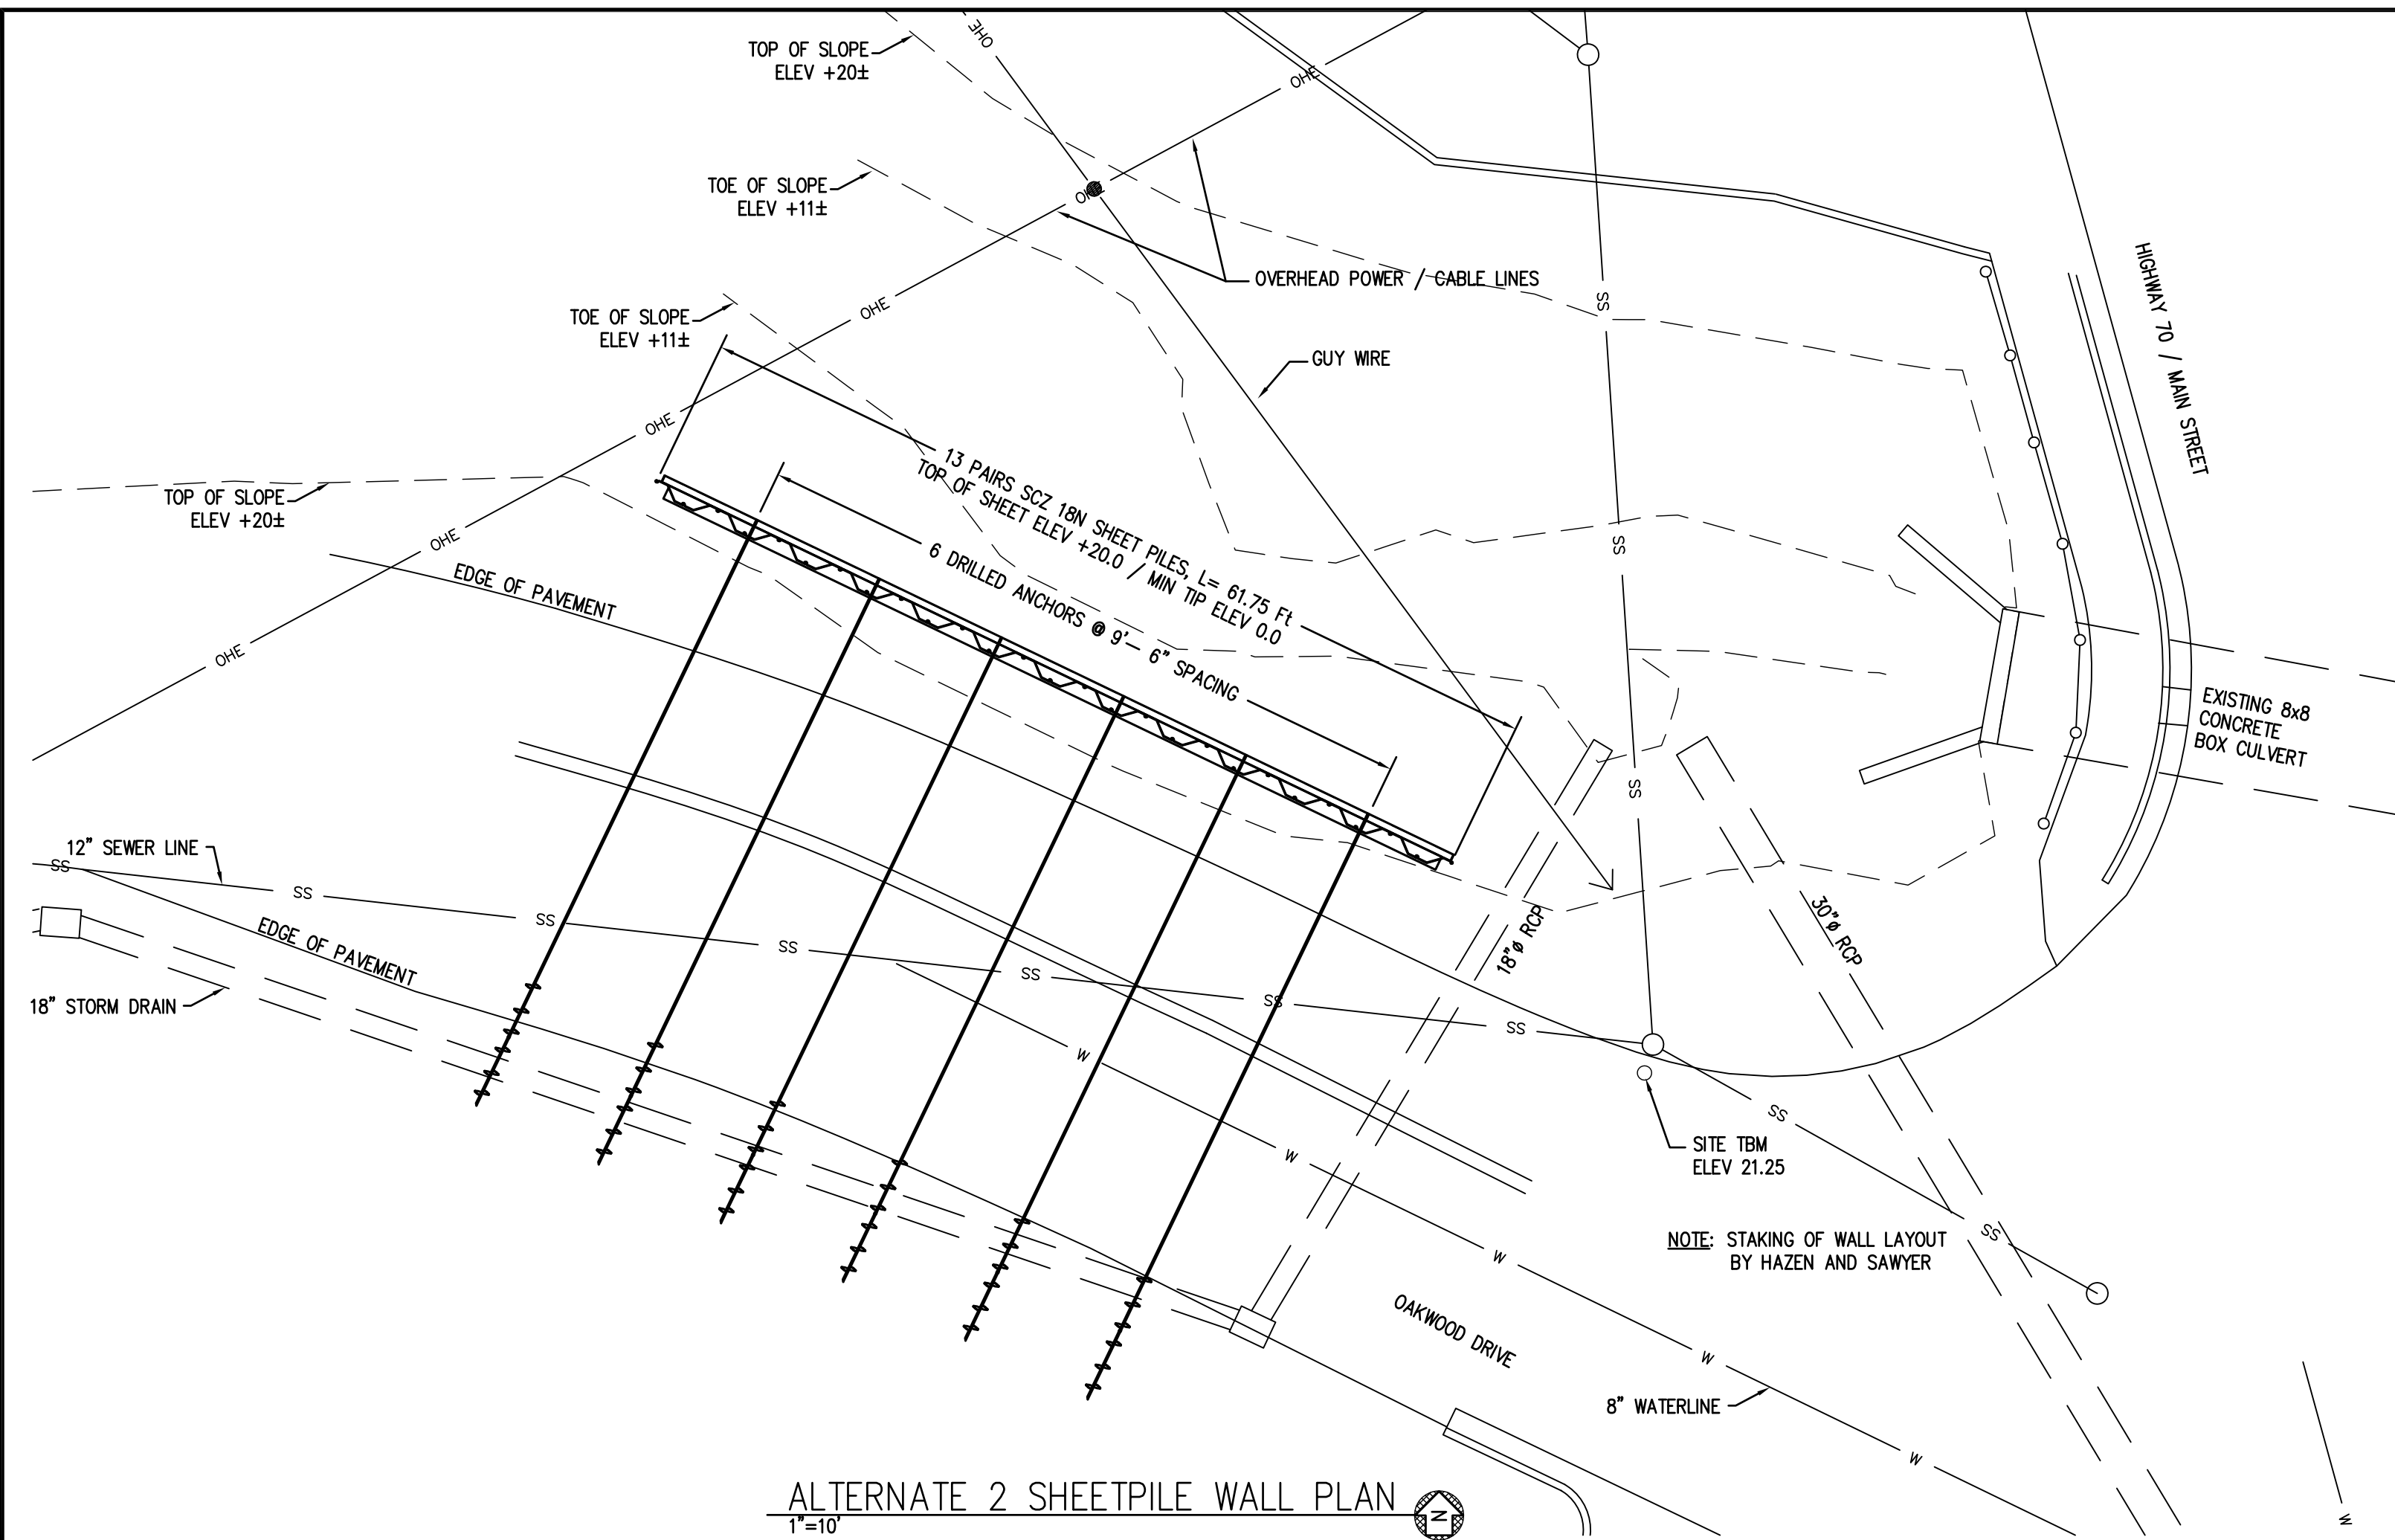 OHE
TOP OF SLOPE
ELEV +20±
OHE
TOE OF SLOPE
ELEV +11±
OHE
OVERHEAD POWER / CABLE LINES
HIGHWAY 70 / MAIN STREET
SS
OHE
TOE OF SLOPE
ELEV +11±
GUY WIRE
OHE
13 PAIRS SCZ 18N SHEET PILES, L= 61.75 Ft
TOP OF SHEET ELEV +20.0 / MIN TIP ELEV 0.0
TOP OF SLOPE
ELEV +20±
OHE
SS
6 DRILLED ANCHORS @ 9'- 6" SPACING
EDGE OF PAVEMENT
OHE
EXISTING 8x8
CONCRETE
BOX CULVERT
SS
12" SEWER LINE
SS
SS
SS
SS
SS
SS
SS
EDGE OF PAVEMENT
18"ø RCP
30"ø RCP
18" STORM DRAIN
W
SS
SITE TBM
ELEV 21.25
W
SS
NOTE: STAKING OF WALL LAYOUT
BY HAZEN AND SAWYER
W
OAKWOOD DRIVE
W
8" WATERLINE
W
ALTERNATE 2 SHEETPILE WALL PLAN
1"=10'
N
W